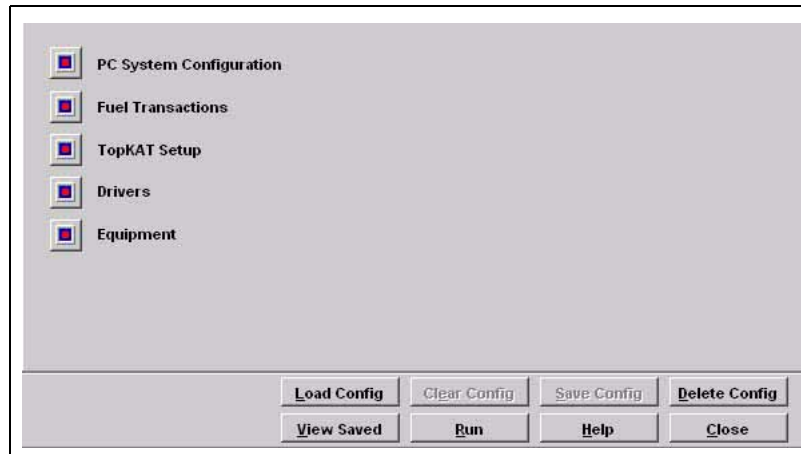 PC System Configuration
Fuel Transactions
TopKAT Setup
Drivers
Equipment
Load Config Clear Config Save Config Delete Config
View Saved Run Help Close